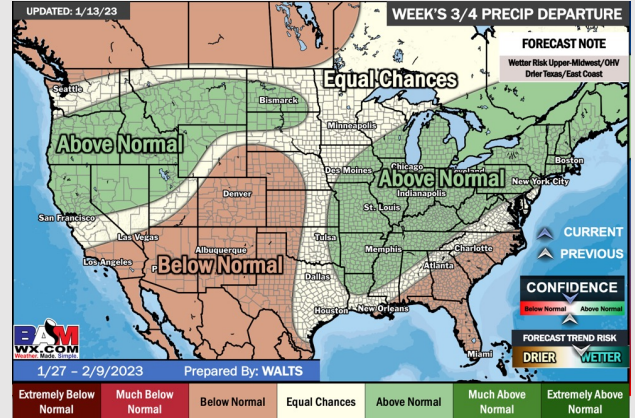 UPDATED: 1/13/23
WEEK'S 3/4 PRECIP DEPARTURE
FORECAST NOTE
Wetter Risk Upper-Midwest/OHV
Drier Texas/East Coast
Equal Chances
Seattle
Bismarck
Minneapolis
Above Normal
Boston
Des Moines
Chicago
Cleveland
Above Normal
New York City
Indianapolis
Denver
St. Louis
San Francisco
Las Vegas
Tulsa
Memphis
Charlotte
CURRENT
PREVIOUS
Los Angeles
Albuquerque
Below Normal
Atlanta
Dallas
Houston
New Orleans
CONFIDENCE
Below Normal
Above Normal
FORECAST TREND RISK
DRIER
WETTER
Miami
BAM
WX.COM
Weather. Made. Simple.
1/27 – 2/9/2023
Prepared By: WALTS
Extremely Below Normal
Much Below Normal
Below Normal
Equal Chances
Above Normal
Much Above Normal
Extremely Above Normal